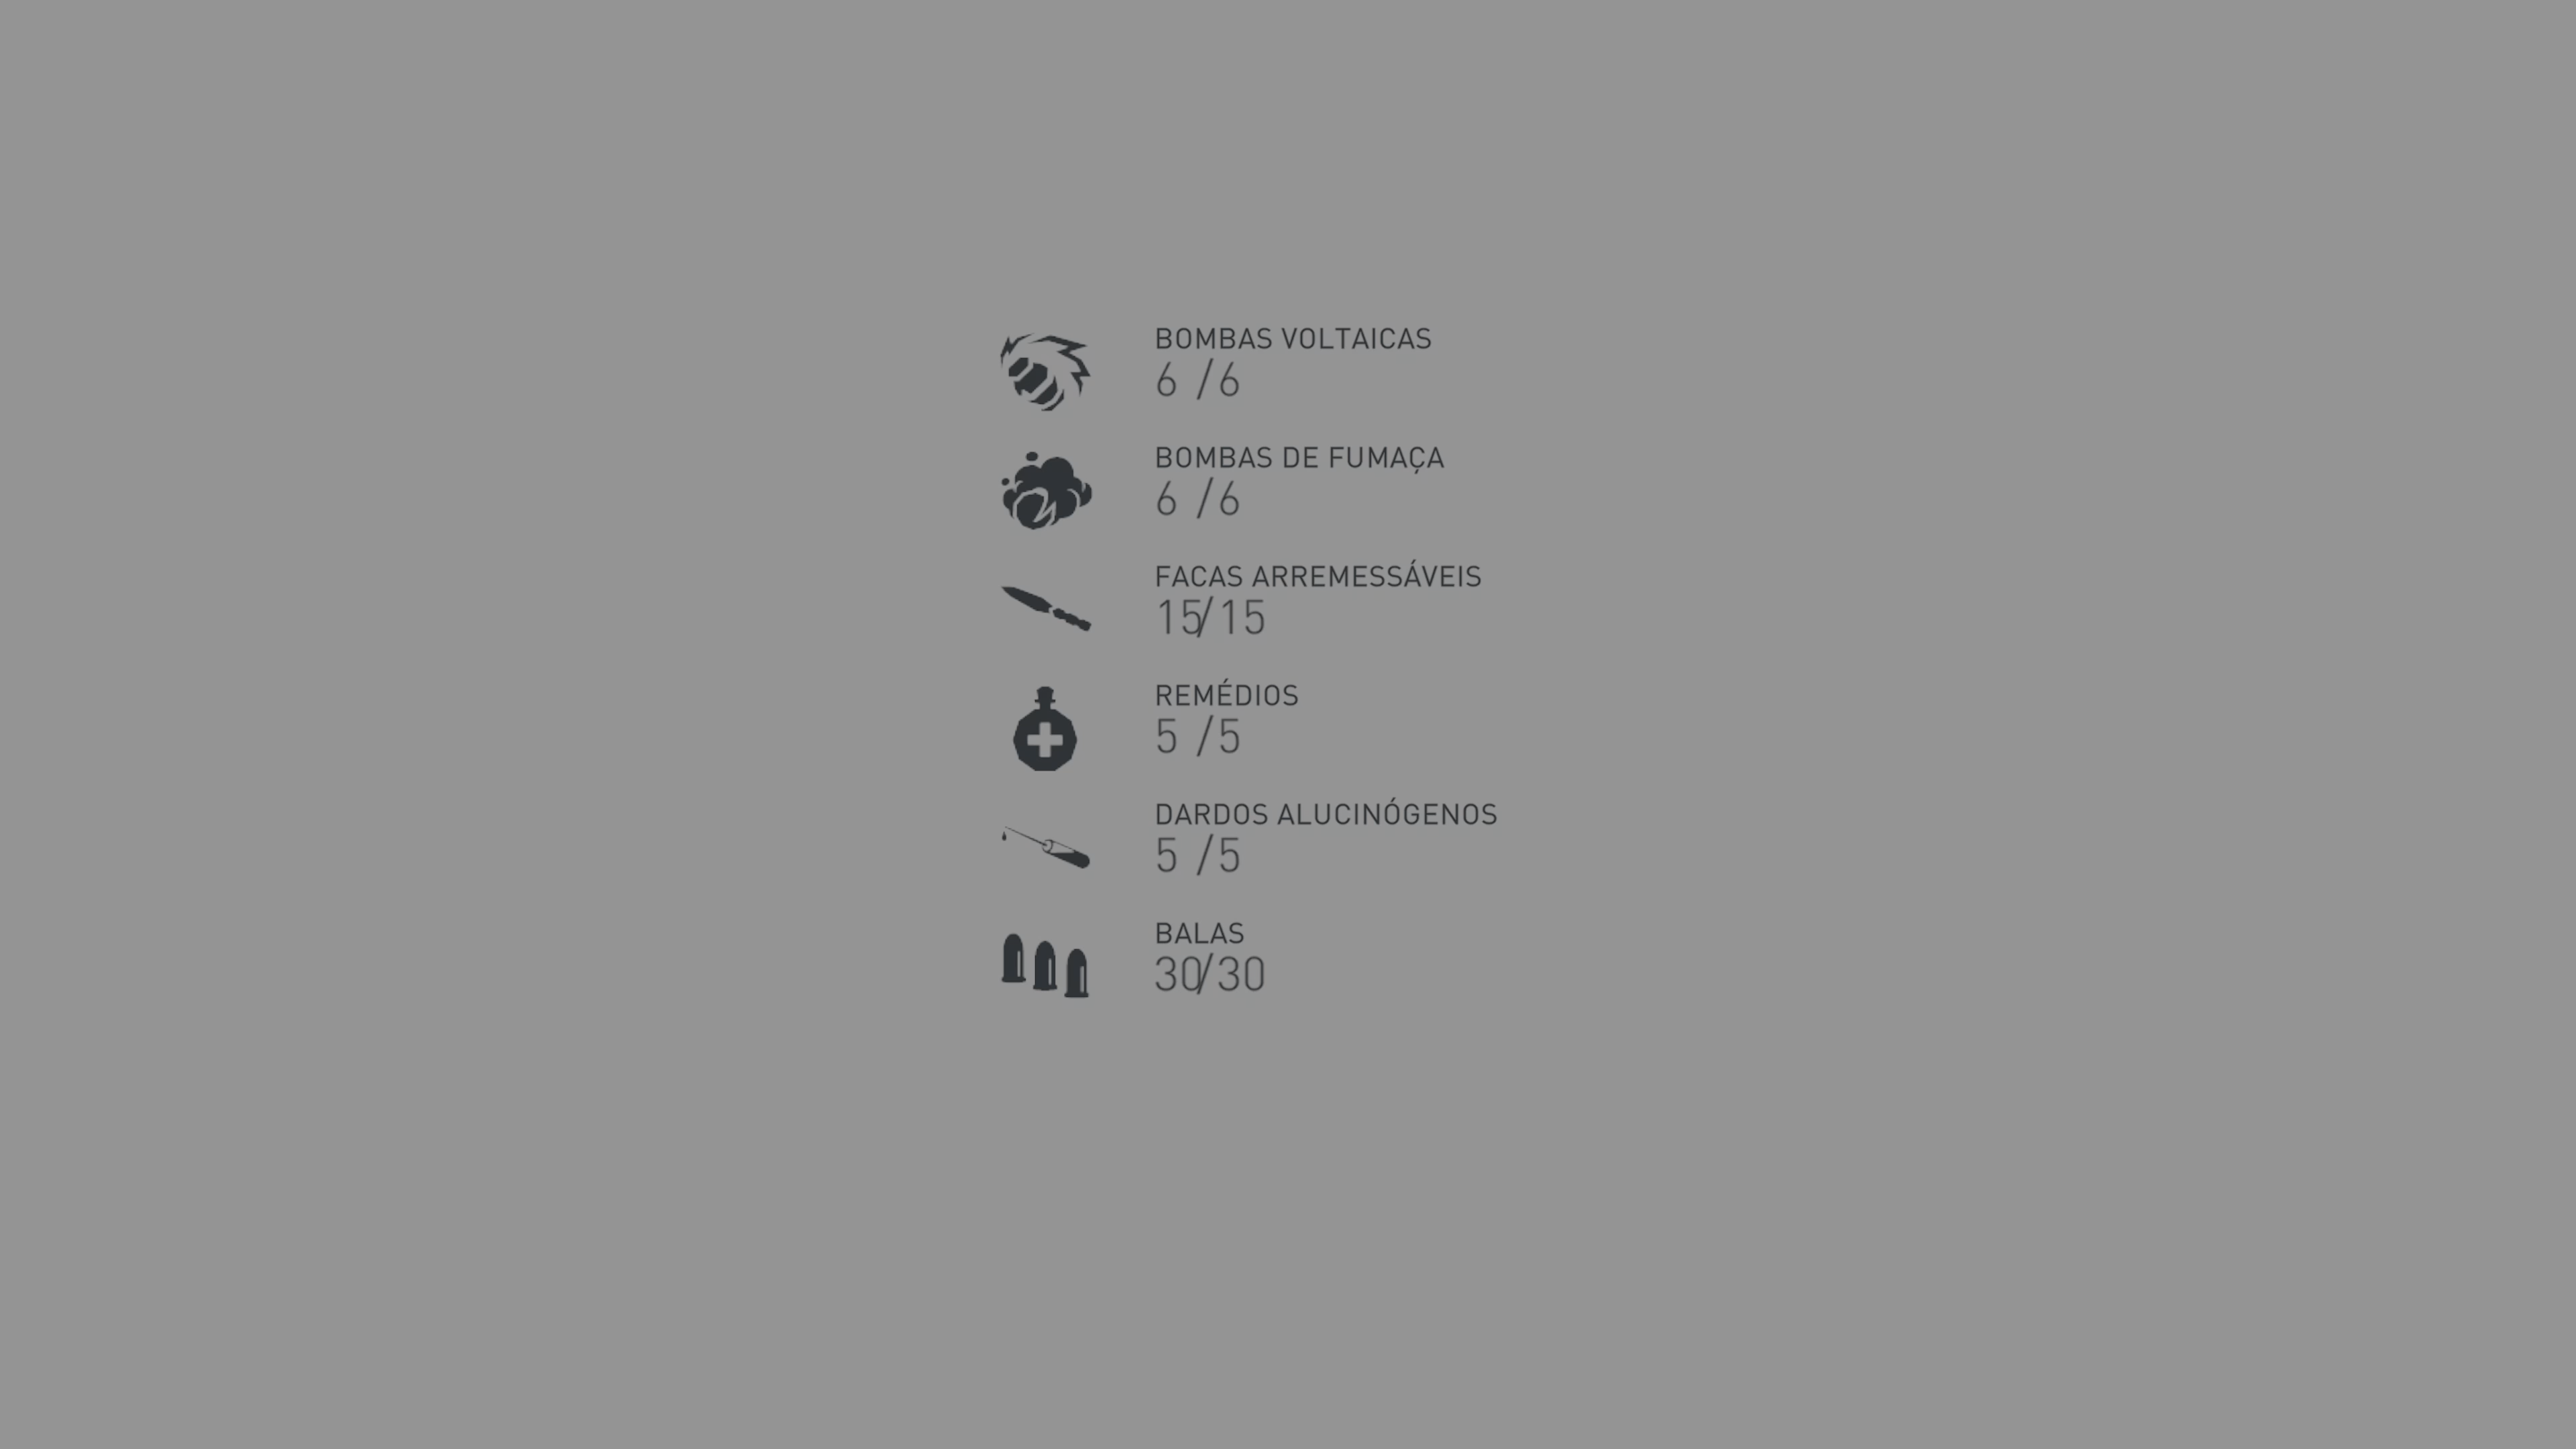 BOMBAS VOLTAICAS
6 /6
BOMBAS DE FUMAÇA
6 /6
FACAS ARREMESSÁVEIS
15/15
REMÉDIOS
5 /5
DARDOS ALUCINÓGENOS
5 /5
BALAS
30/30